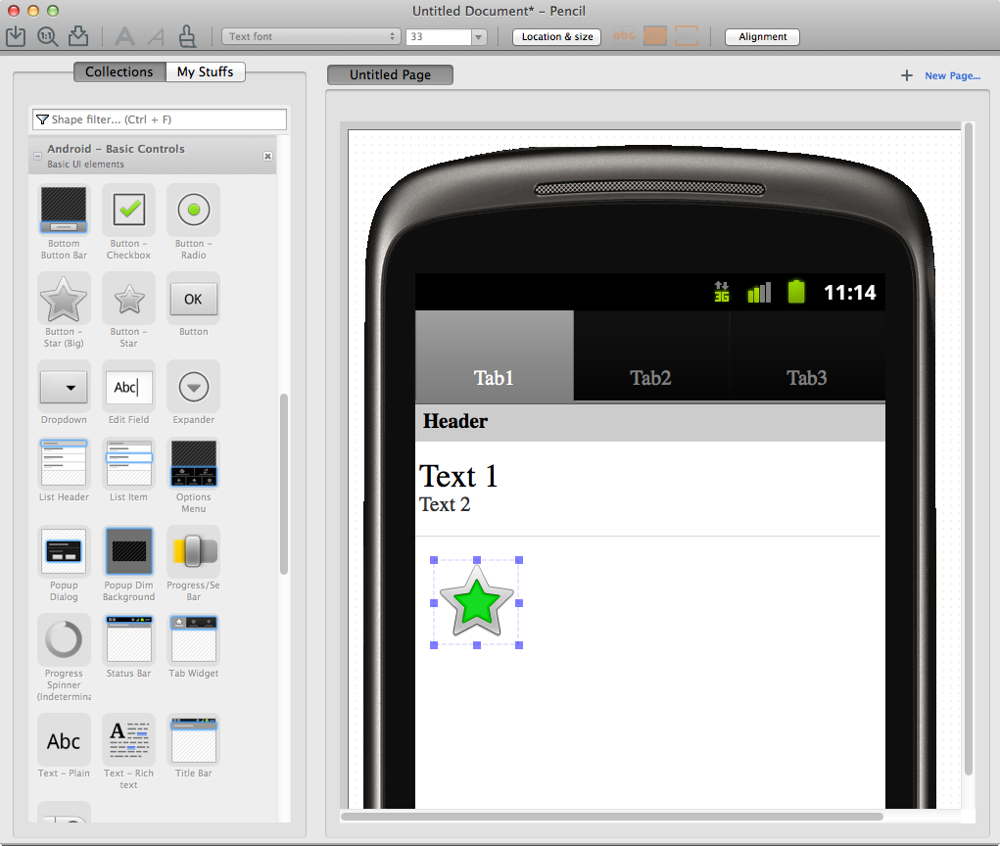 Untitled Document* – Pencil
1:1
Text font
33
Location & size
abc
Alignment
Collections
My Stuffs
Untitled Page
New Page...
Shape filter... (Ctrl + F)
Android – Basic Controls
Basic UI elements
Bottom
Button Bar
Button –
Checkbox
Button –
Radio
Button –
Star (Big)
Button –
Star
OK
Button
Dropdown
Abc
Edit Field
Expander
List Header
List Item
Options
Menu
Popup
Dialog
Popup Dim
Background
Progress/Se
Bar
Progress
Spinner
(Indetermina
Status Bar
Tab Widget
Abc
Text – Plain
A
Text – Rich
text
Title Bar
3G
11:14
Tab1
Tab2
Tab3
Header
Text 1
Text 2